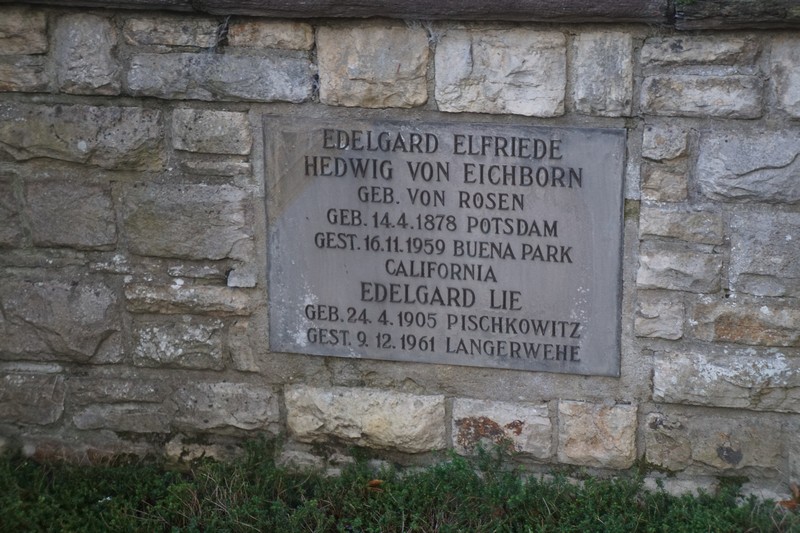 EDELGARD ELFRIEDE
HEDWIG VON EICHBORN
GEB. VON ROSEN
GEB. 14.4.1878 POTSDAM
GEST. 16.11.1959 BUENA PARK
CALIFORNIA
EDELGARD LIE
GEB. 24. 4. 1905 PISCHKOWITZ
GEST. 9. 12. 1961 LANGERWEHE